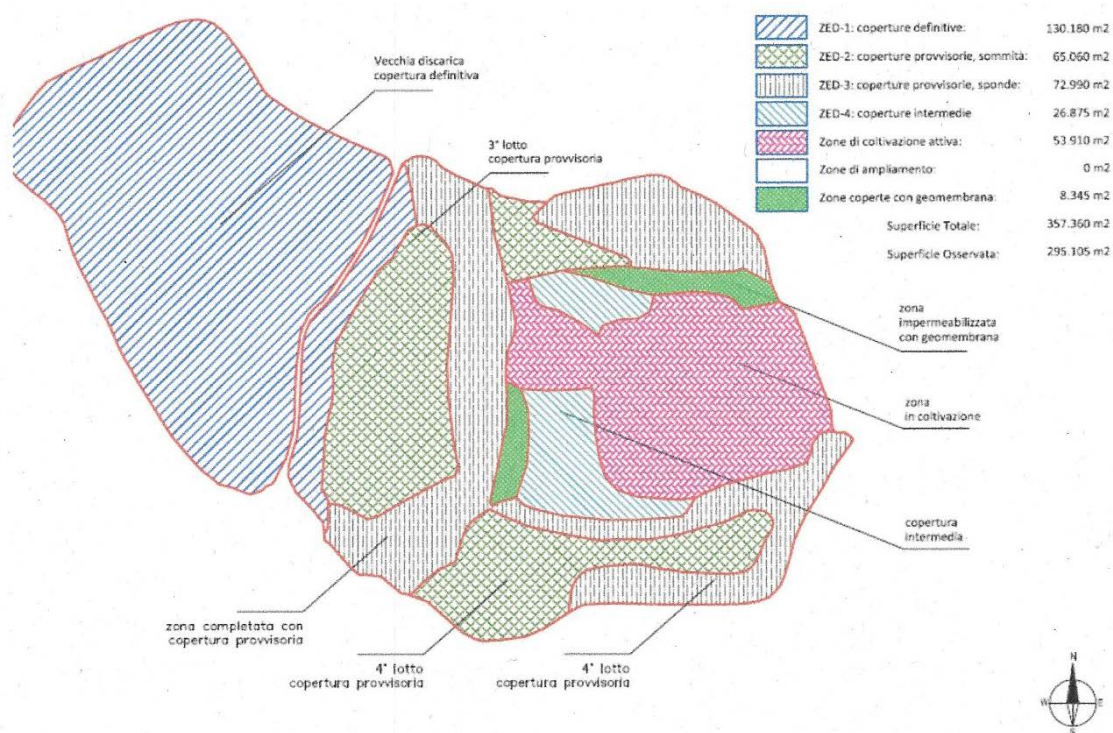 ZED-1: coperture definitive: 130.180 m2
ZED-2: coperture provvisorie, sommità: 65.060 m2
ZED-3: coperture provvisorie, sponde: 72.990 m2
ZED-4: coperture intermedie 26.875 m2
Zone di coltivazione attiva: 53.910 m2
Zone di ampliamento: 0 m2
Zone coperte con geomembrana: 8.345 m2
Superficie Totale: 357.360 m2
Superficie Osservata: 295.105 m2
Vecchia discarica
copertura definitiva
3° lotto
copertura provvisoria
zona
impermeabilizzata
con geomembrana
zona
in coltivazione
copertura
intermedia
zona completata con
copertura provvisoria
4° lotto
copertura provvisoria
4° lotto
copertura provvisoria
N
W
E
S